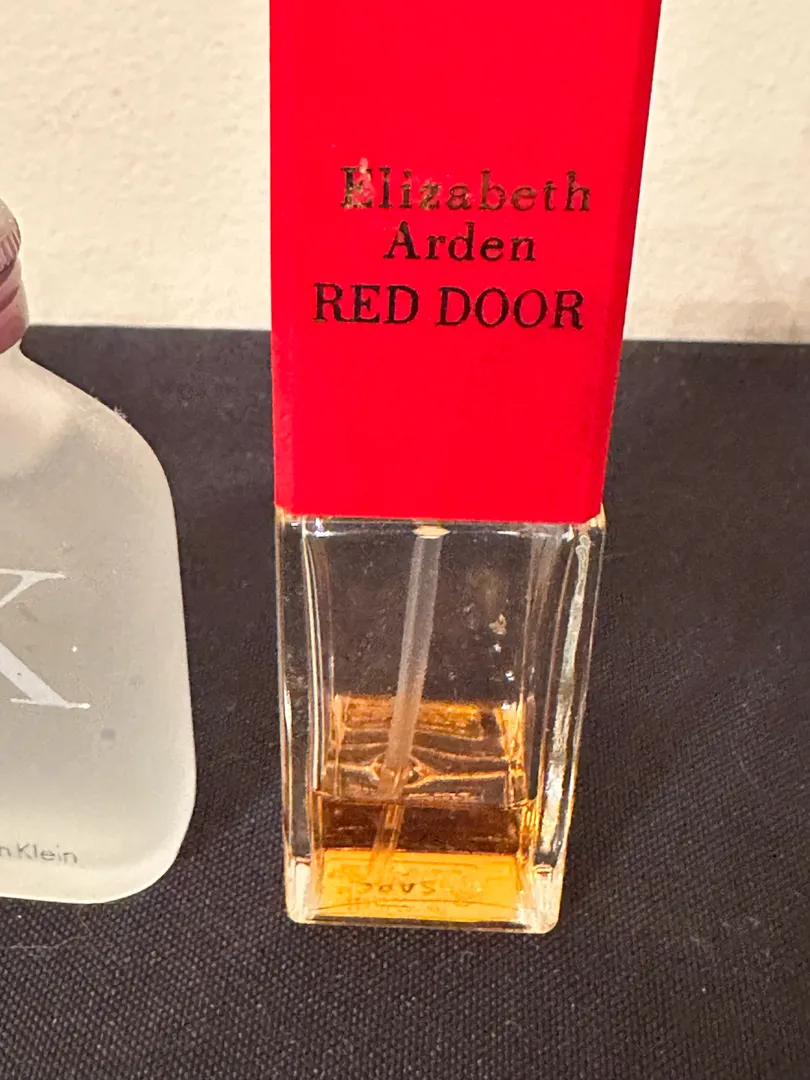 Elizabeth
Arden
RED DOOR
K
n Klein